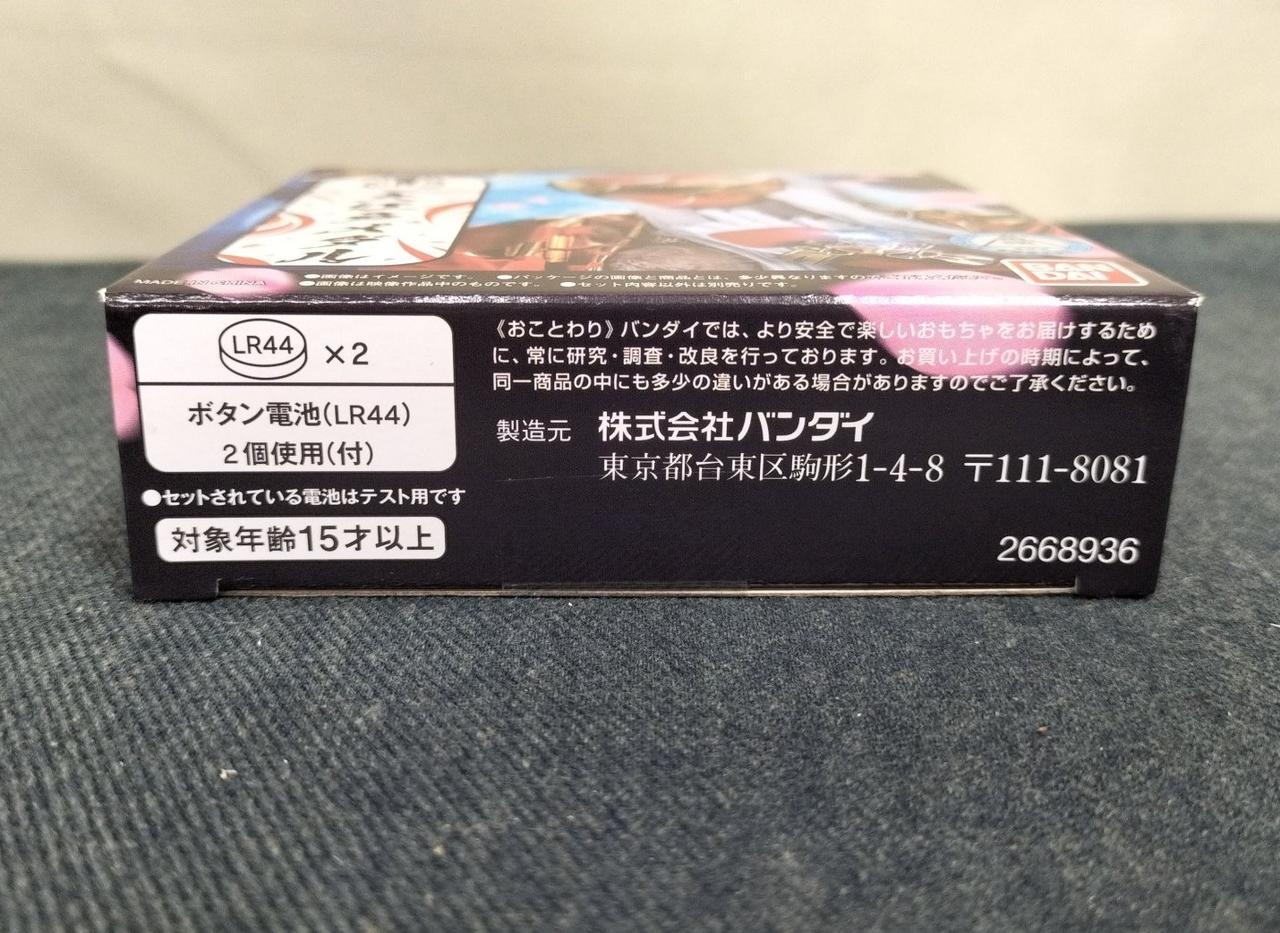 MADE IN CHINA
●画像はイメージです。 ●パッケージの画像と商品とは、多少異なりますの
●画像は映像作品中のものです。 ●セット内容以外は別売りです。
BAN
DAI
LR44 ×2
ボタン電池(LR44)
2個使用(付)
●セットされている電池はテスト用です
対象年齢15才以上
《おことわり》バンダイでは、より安全で楽しいおもちゃをお届けするため
に、常に研究・調査・改良を行っております。お買い上げの時期によって、
同一商品の中にも多少の違いがある場合がありますのでご了承ください。
製造元 株式会社バンダイ
東京都台東区駒形1-4-8 〒111-8081
2668936